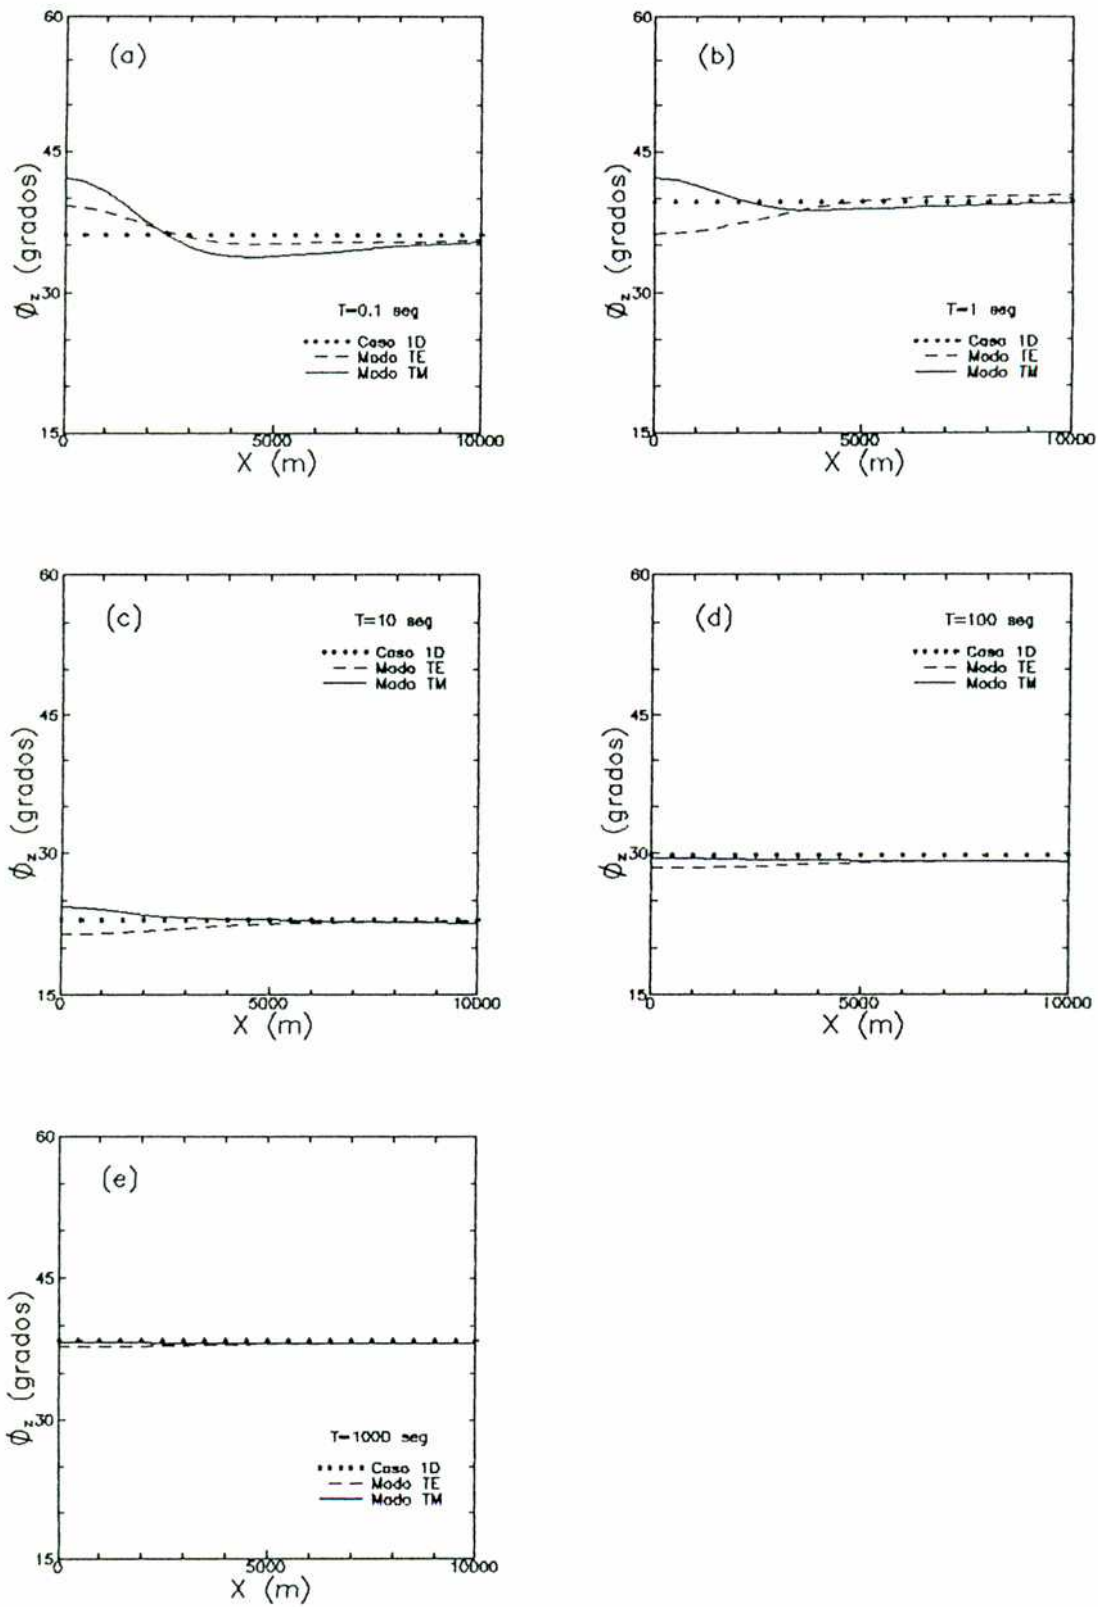 (a)
60
45
30
15
Φz (grados)
T=0.1 seg
Caso 1D
Modo TE
Modo TM
0 5000 10000
X (m)
(b)
60
45
30
15
Φz (grados)
T=1 seg
Caso 1D
Modo TE
Modo TM
0 5000 10000
X (m)
(c)
60
45
30
15
Φz (grados)
T=10 seg
Caso 1D
Modo TE
Modo TM
0 5000 10000
X (m)
(d)
60
45
30
15
Φz (grados)
T=100 seg
Caso 1D
Modo TE
Modo TM
0 5000 10000
X (m)
(e)
60
45
30
15
Φz (grados)
T=1000 seg
Caso 1D
Modo TE
Modo TM
0 5000 10000
X (m)